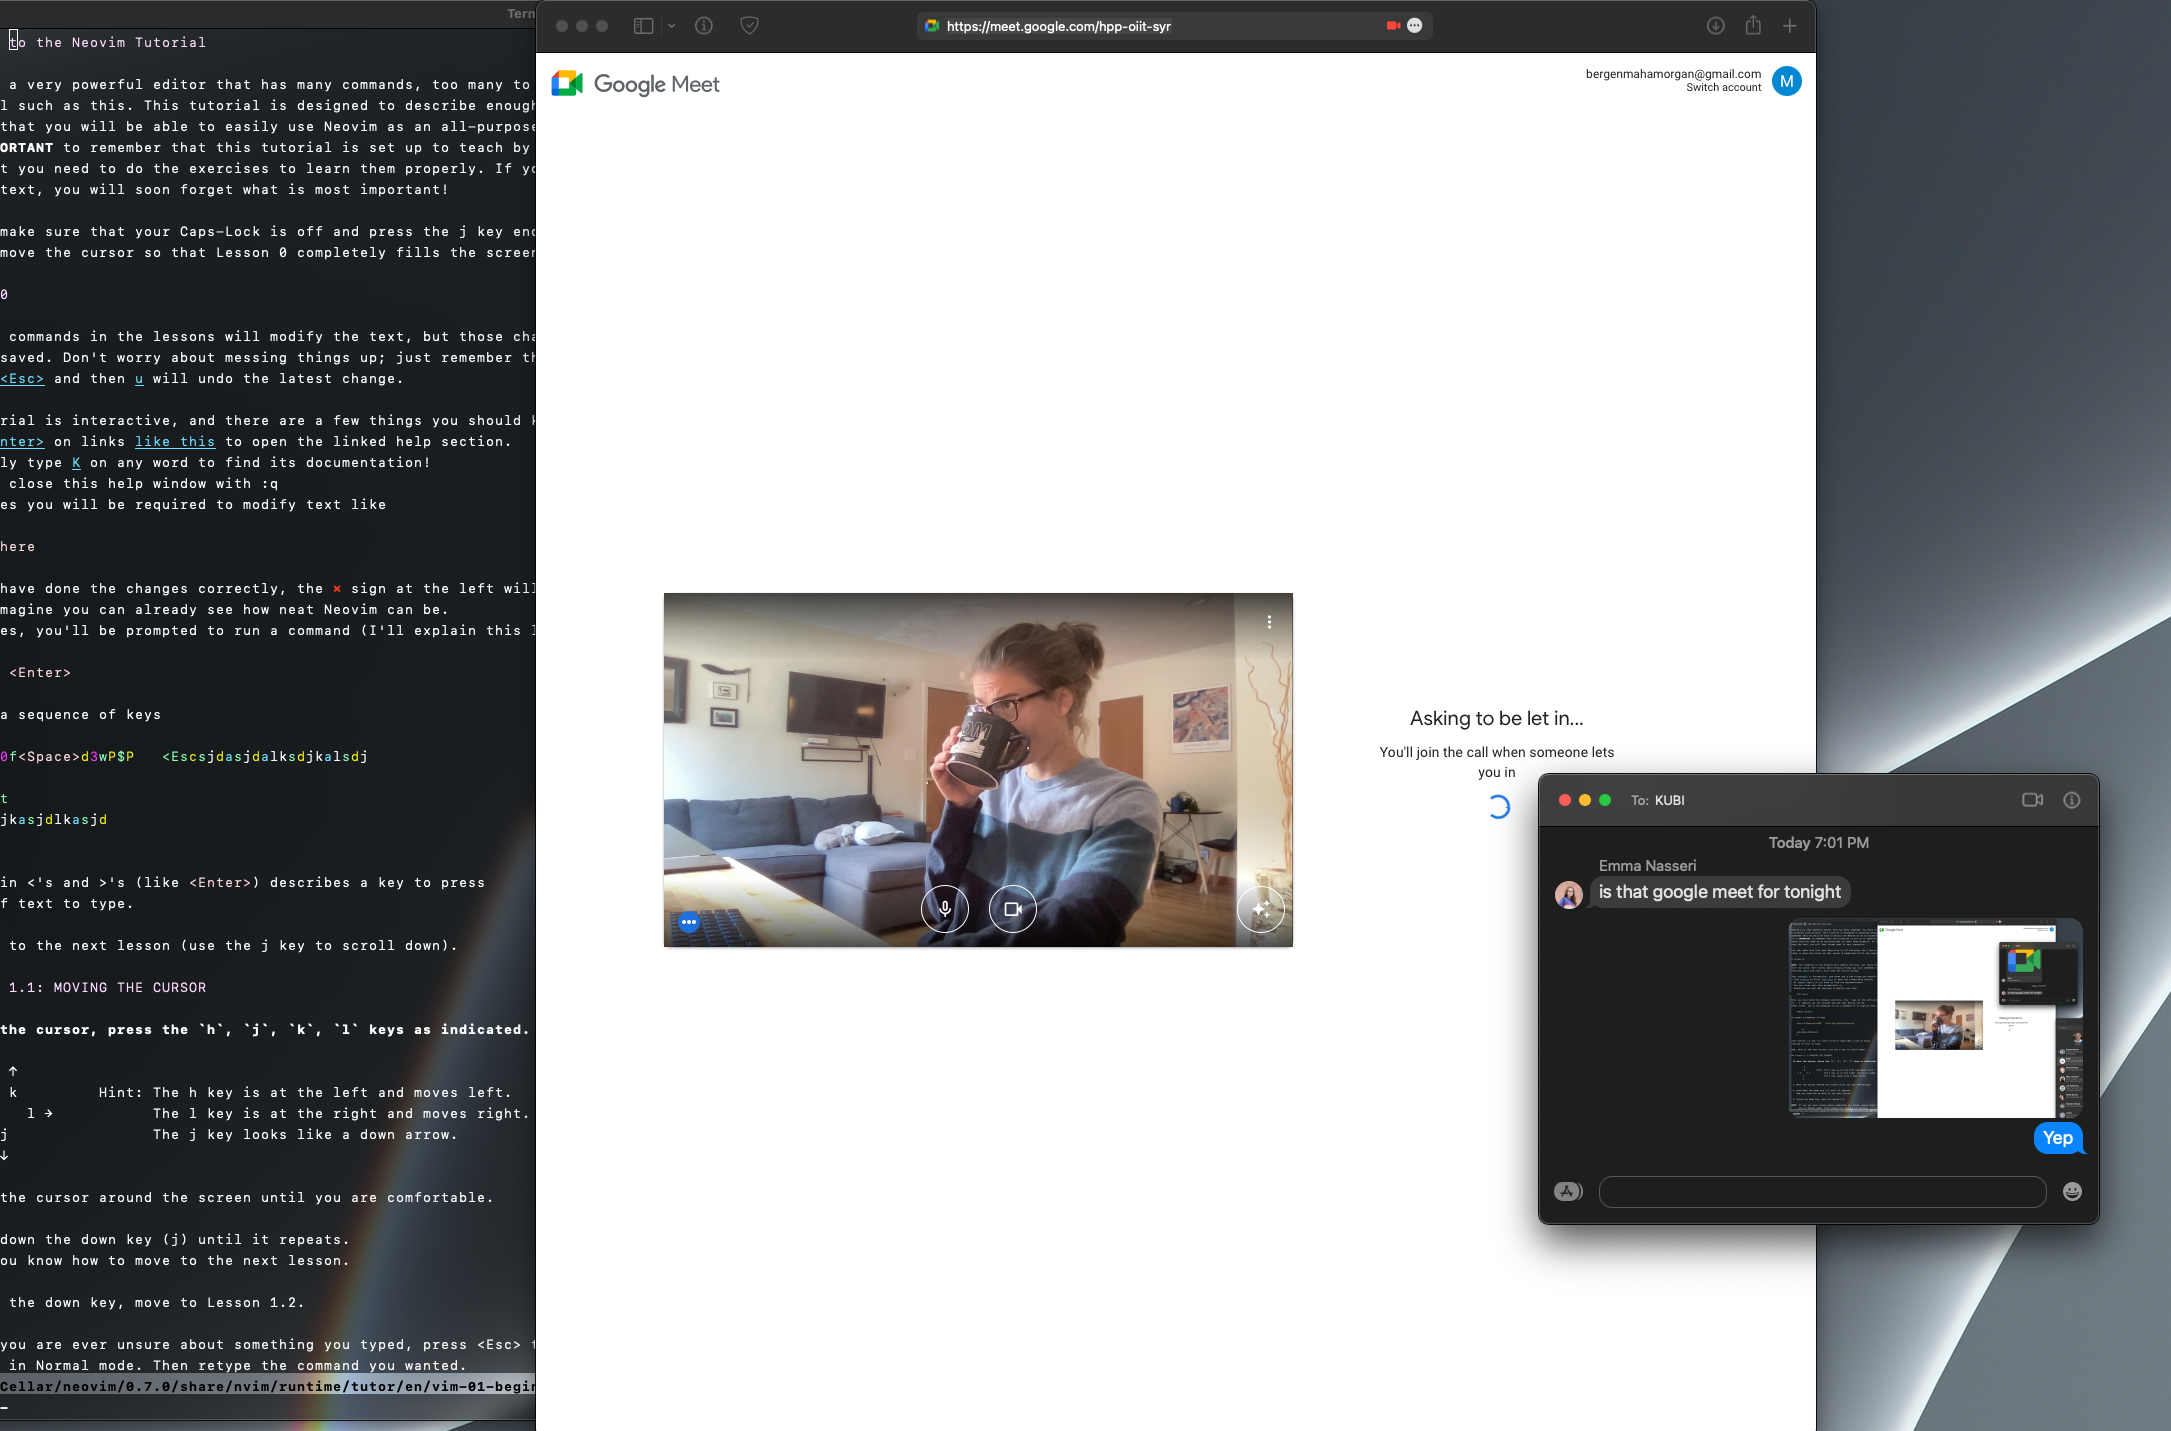 Tern
to the Neovim Tutorial
a very powerful editor that has many commands, too many to
l such as this. This tutorial is designed to describe enough
that you will be able to easily use Neovim as an all-purpose
ORTANT to remember that this tutorial is set up to teach by
t you need to do the exercises to learn them properly. If yo
text, you will soon forget what is most important!
make sure that your Caps-Lock is off and press the j key eno
move the cursor so that Lesson 0 completely fills the screen
0
commands in the lessons will modify the text, but those cha
saved. Don't worry about messing things up; just remember th
<Esc> and then u will undo the latest change.
rial is interactive, and there are a few things you should k
nter> on links like this to open the linked help section.
ly type K on any word to find its documentation!
close this help window with :q
es you will be required to modify text like
here
have done the changes correctly, the × sign at the left will
magine you can already see how neat Neovim can be.
es, you'll be prompted to run a command (I'll explain this l
<Enter>
a sequence of keys
0f<Space>d3wP$P <Escsjdasjdalksdjkalsdj
t
jkasjdlkasjd
in <'s and >'s (like <Enter>) describes a key to press
f text to type.
to the next lesson (use the j key to scroll down).
1.1: MOVING THE CURSOR
the cursor, press the `h`, `j`, `k`, `l` keys as indicated.
↑
k Hint: The h key is at the left and moves left.
l → The l key is at the right and moves right.
j The j key looks like a down arrow.
↓
the cursor around the screen until you are comfortable.
down the down key (j) until it repeats.
ou know how to move to the next lesson.
the down key, move to Lesson 1.2.
you are ever unsure about something you typed, press <Esc> t
in Normal mode. Then retype the command you wanted.
Cellar/neovim/0.7.0/share/nvim/runtime/tutor/en/vim-01-begin
https://meet.google.com/hpp-oiit-syr
Google Meet
bergenmahamorgan@gmail.com
Switch account
M
Asking to be let in...
You'll join the call when someone lets
you in
To: KUBI
Today 7:01 PM
Emma Nasseri
is that google meet for tonight
Yep